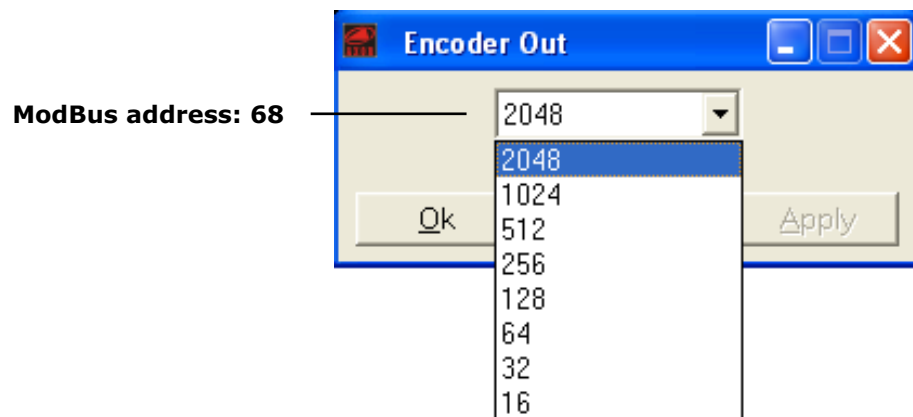 Encoder Out
ModBus address: 68
2048
2048
1024
Ok
Apply
512
256
128
64
32
16